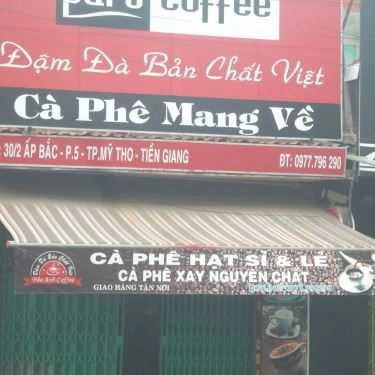 coffee
Đậm Đà Bản Chất Việt
Cà Phê Mang Về
30/2 ẤP BẮC - P.5 - TP.MỸ THO - TIỀN GIANG
ĐT: 0977.796 290
CÀ PHÊ HẠT SỈ & LẺ
CÀ PHÊ XAY NGUYÊN CHẤT
GIAO HÀNG TẬN NƠI